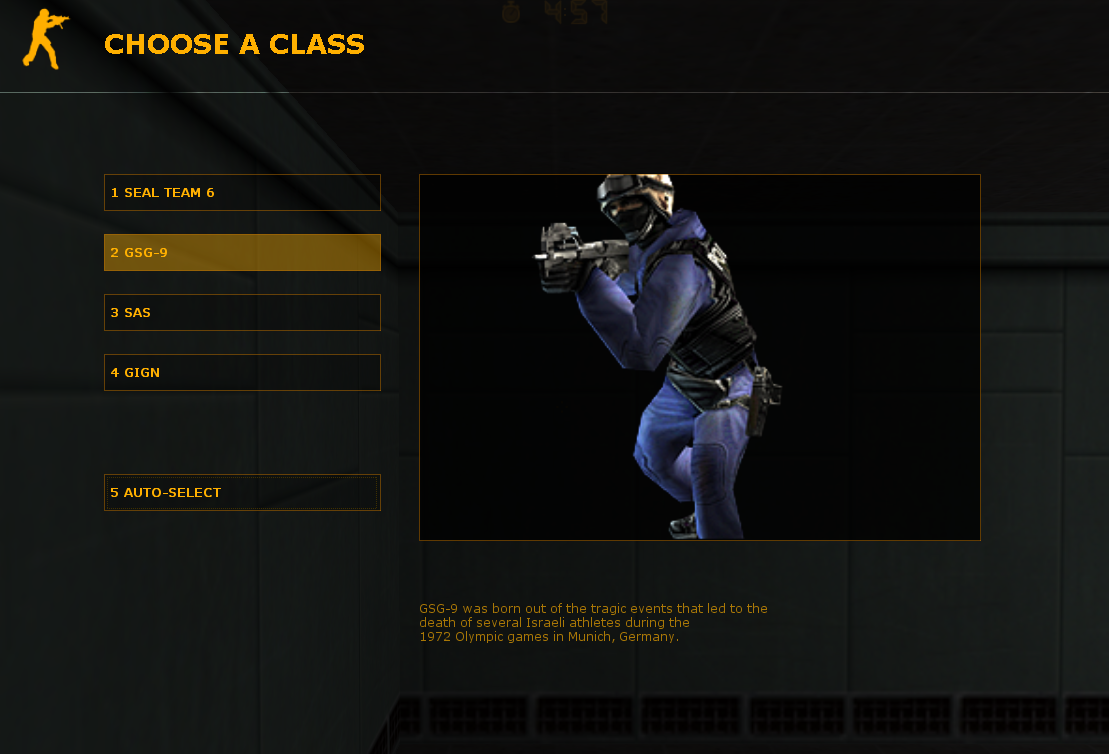 4:57
CHOOSE A CLASS
1 SEAL TEAM 6
2 GSG-9
3 SAS
4 GIGN
5 AUTO-SELECT
GSG-9 was born out of the tragic events that led to the
death of several Israeli athletes during the
1972 Olympic games in Munich, Germany.